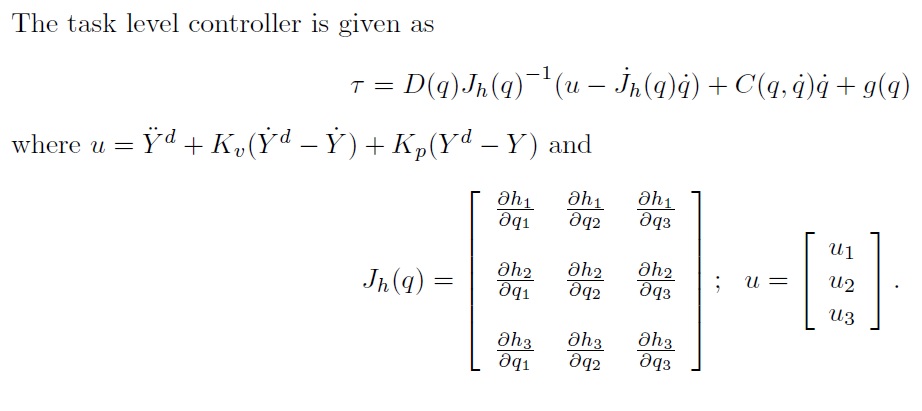 The task level controller is given as
τ = D(q)J_h(q)^{-1}(u − J̇_h(q)q̇) + C(q, q̇)q̇ + g(q)
where u = Ÿ^d + K_v(Ẏ^d − Ẏ) + K_p(Y^d − Y) and
J_h(q) = [ ∂h_1/∂q_1 ∂h_1/∂q_2 ∂h_1/∂q_3 ; ∂h_2/∂q_1 ∂h_2/∂q_2 ∂h_2/∂q_3 ; ∂h_3/∂q_1 ∂h_3/∂q_2 ∂h_3/∂q_3 ] ; u = [ u_1 ; u_2 ; u_3 ] .